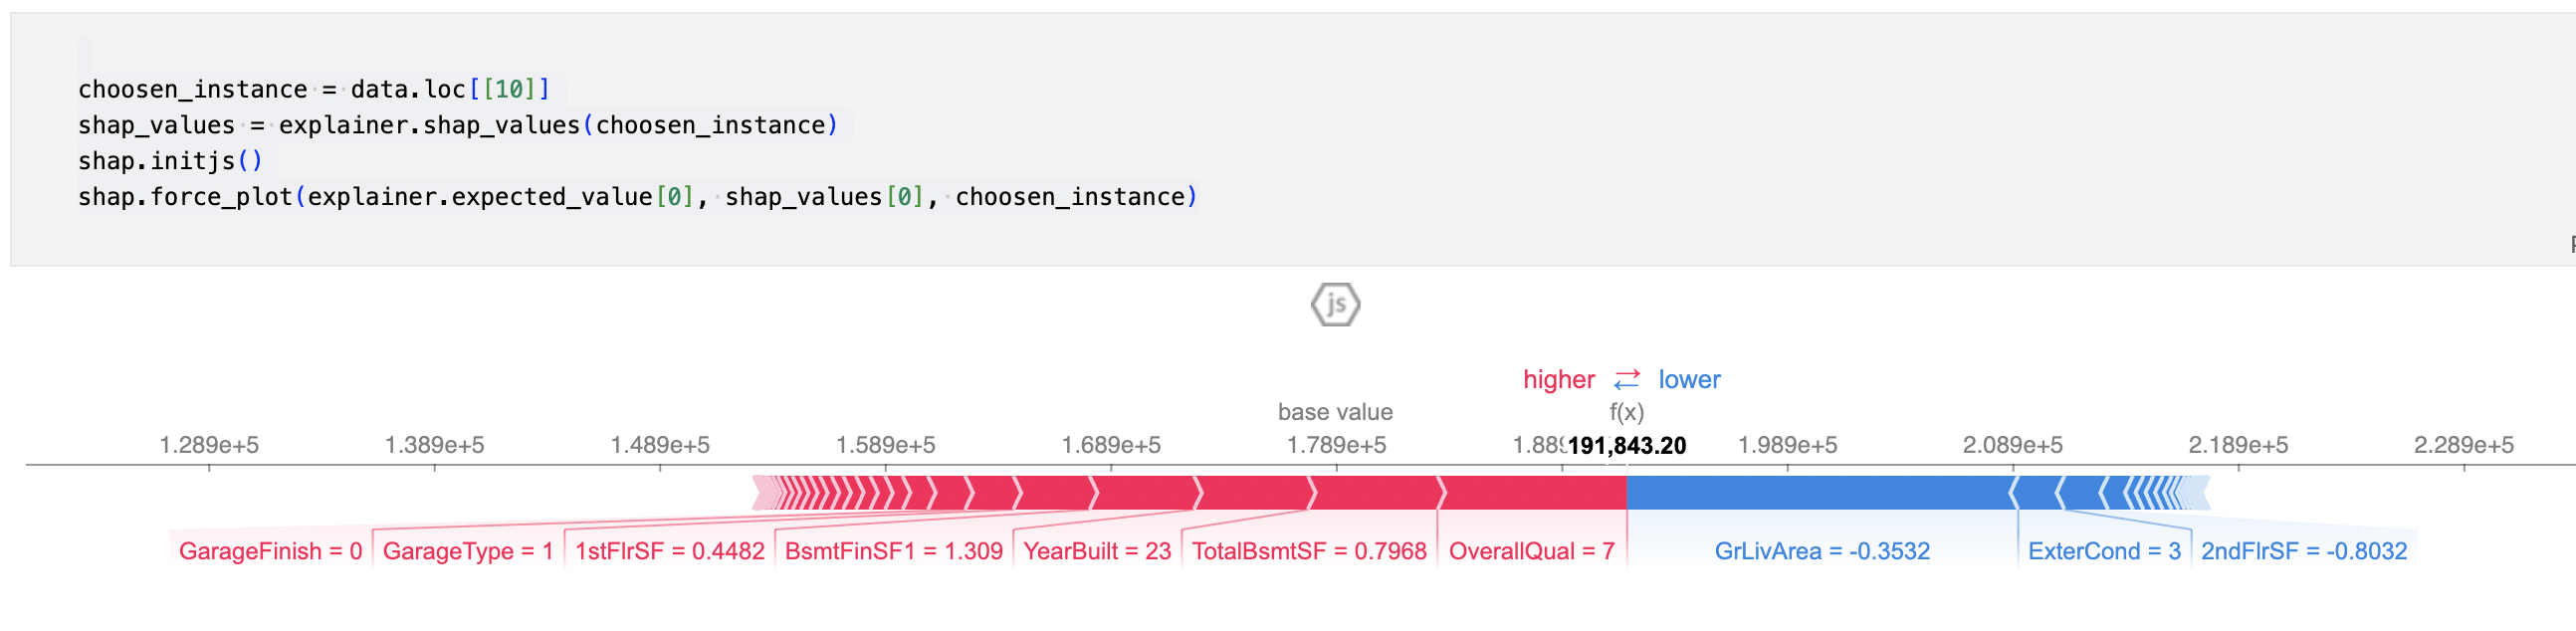 choosen_instance = data.loc[[10]]
shap_values = explainer.shap_values(choosen_instance)
shap.initjs()
shap.force_plot(explainer.expected_value[0], shap_values[0], choosen_instance)
js
higher ⇄ lower
base value f(x)
1.289e+5 1.389e+5 1.489e+5 1.589e+5 1.689e+5 1.789e+5 1.889 191,843.20 1.989e+5 2.089e+5 2.189e+5 2.289e+5
GarageFinish = 0 GarageType = 1 1stFlrSF = 0.4482 BsmtFinSF1 = 1.309 YearBuilt = 23 TotalBsmtSF = 0.7968 OverallQual = 7 GrLivArea = -0.3532 ExterCond = 3 2ndFlrSF = -0.8032